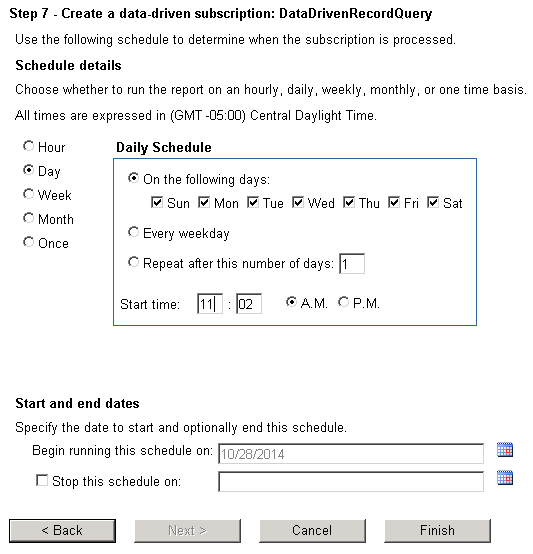 Step 7 - Create a data-driven subscription: DataDrivenRecordQuery
Use the following schedule to determine when the subscription is processed.
Schedule details
Choose whether to run the report on an hourly, daily, weekly, monthly, or one time basis.
All times are expressed in (GMT -05:00) Central Daylight Time.
Hour
Day
Week
Month
Once
Daily Schedule
On the following days:
Sun Mon Tue Wed Thu Fri Sat
Every weekday
Repeat after this number of days: 1
Start time: 11 : 02 A.M. P.M.
Start and end dates
Specify the date to start and optionally end this schedule.
Begin running this schedule on: 10/28/2014
Stop this schedule on:
< Back Next > Cancel Finish